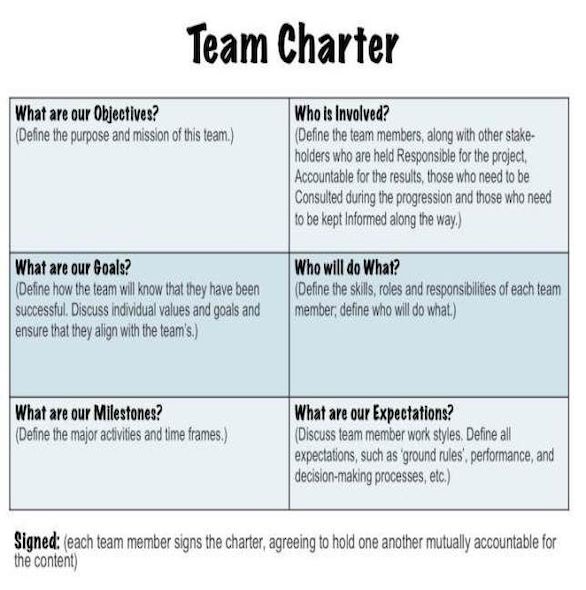 Team Charter
What are our Objectives?
(Define the purpose and mission of this team.)
Who is Involved?
(Define the team members, along with other stake-
holders who are held Responsible for the project,
Accountable for the results, those who need to be
Consulted during the progression and those who need
to be kept Informed along the way.)
What are our Goals?
(Define how the team will know that they have been
successful. Discuss individual values and goals and
ensure that they align with the team's.)
Who will do What?
(Define the skills, roles and responsibilities of each team
member; define who will do what.)
What are our Milestones?
(Define the major activities and time frames.)
What are our Expectations?
(Discuss team member work styles. Define all
expectations, such as 'ground rules', performance, and
decision-making processes, etc.)
Signed: (each team member signs the charter, agreeing to hold one another mutually accountable for
the content)